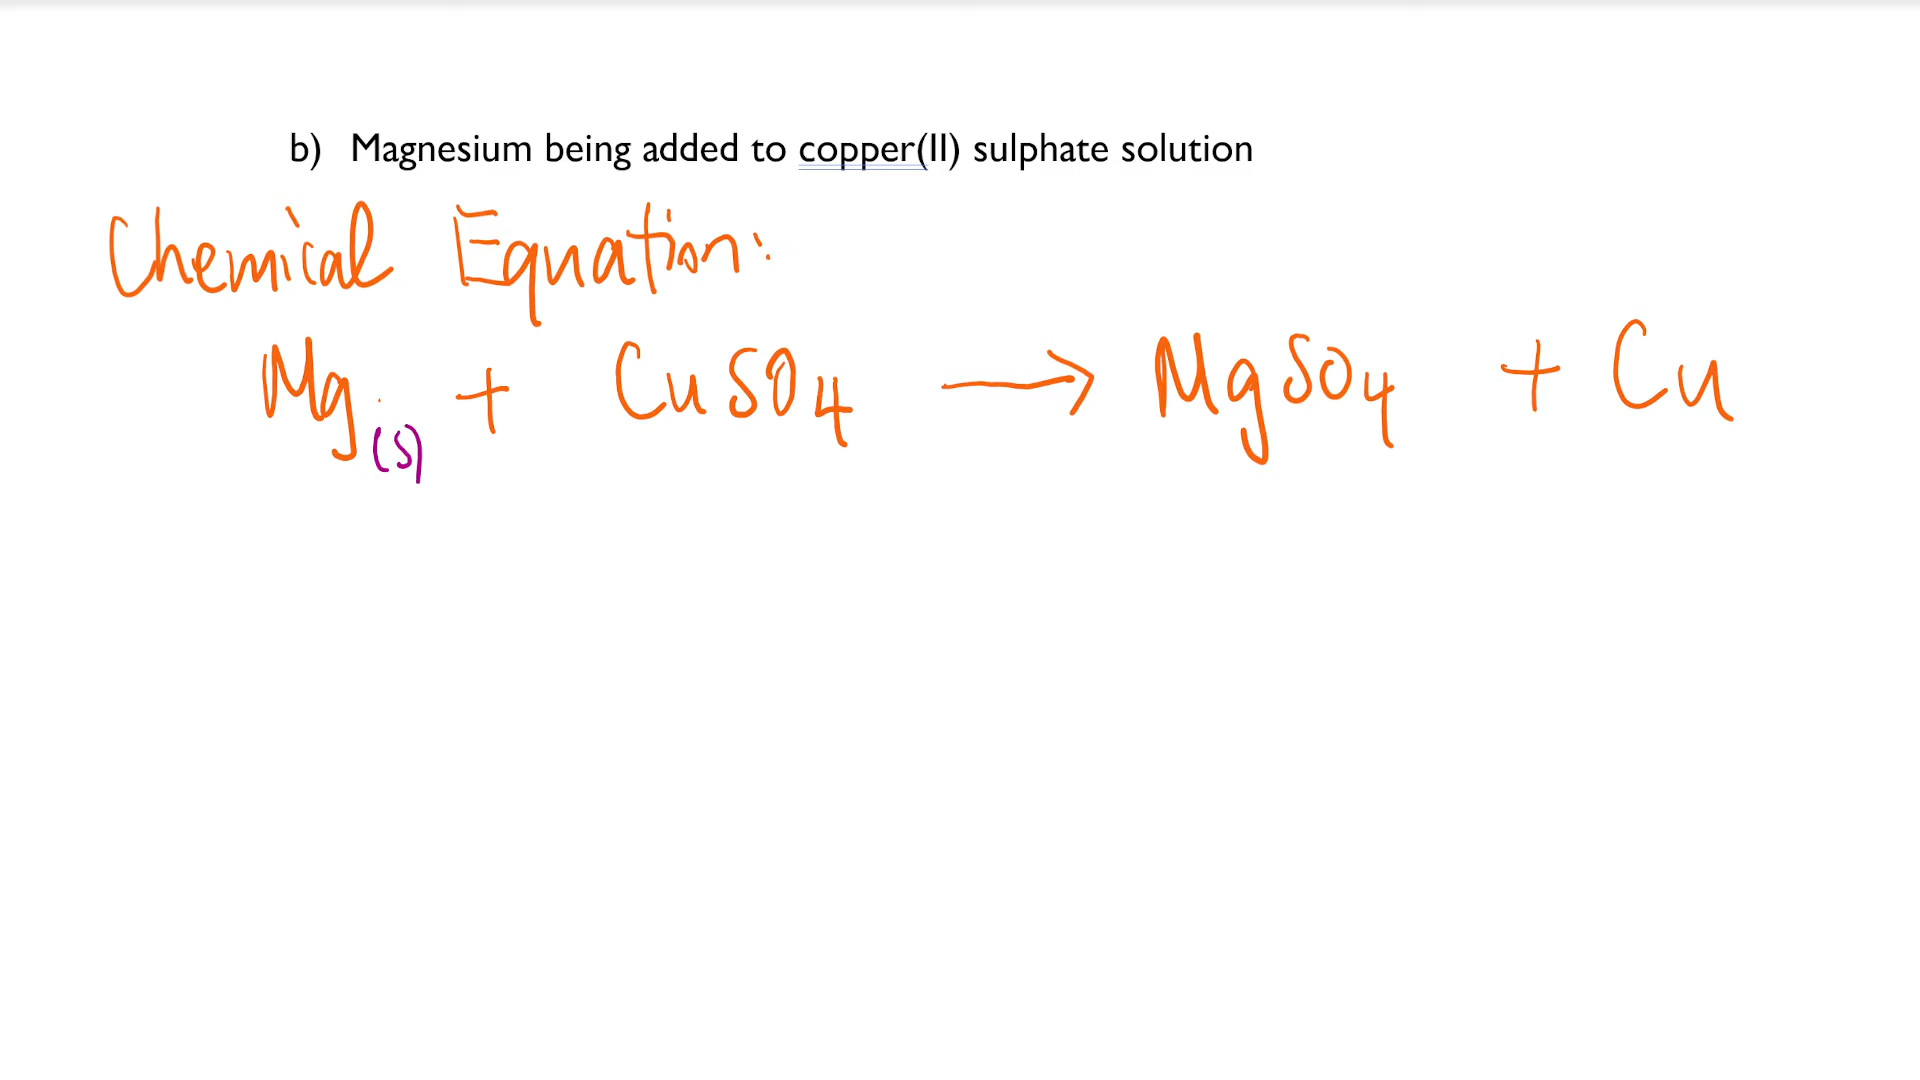 b) Magnesium being added to copper(II) sulphate solution
Chemical Equation:
Mg(s) + CuSO4 → MgSO4 + Cu